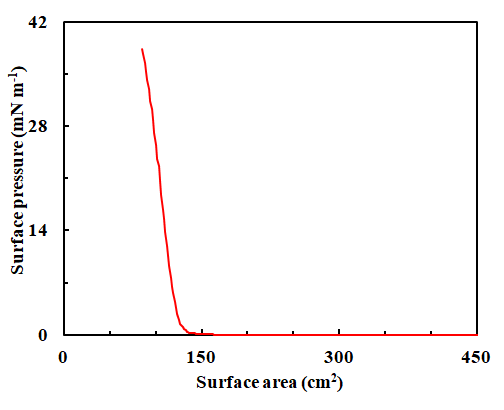 42
28
14
0
Surface pressure (mN m⁻¹)
0 150 300 450
Surface area (cm²)